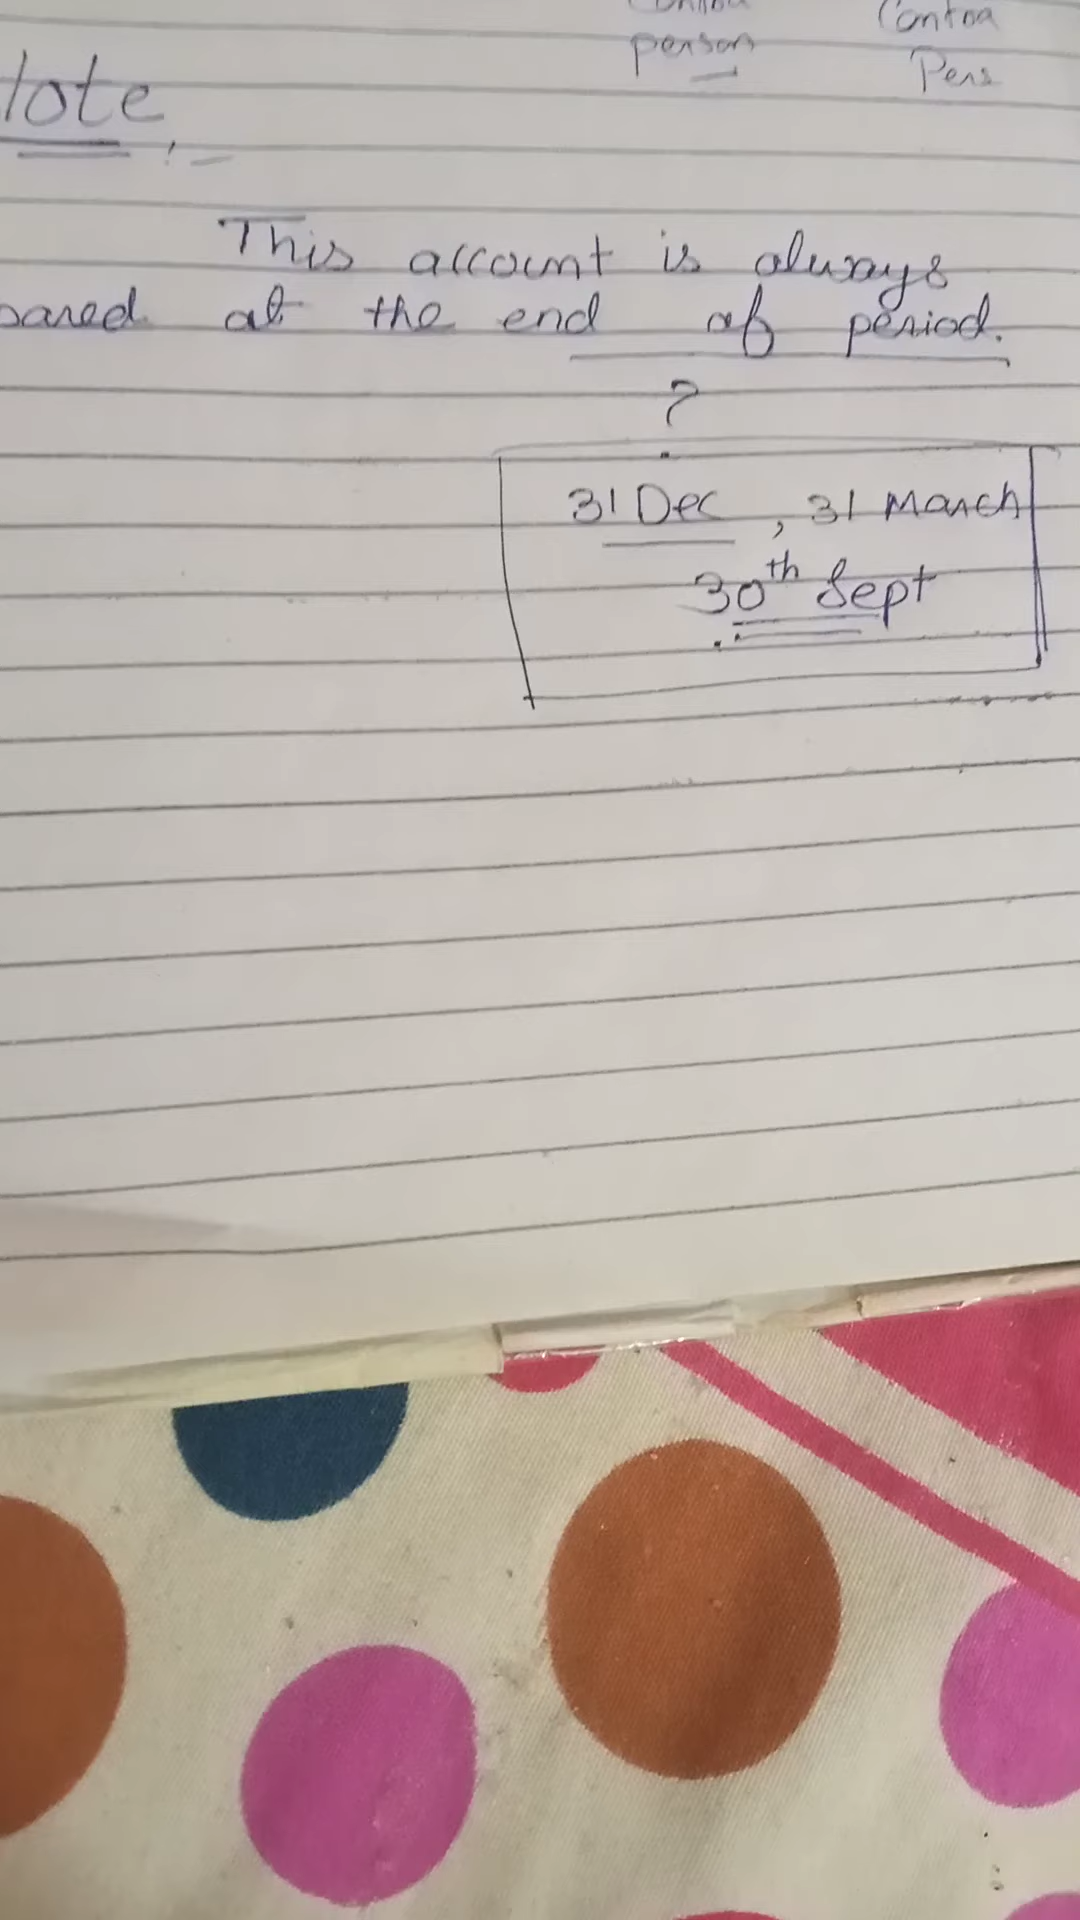 person Contra
Pers
lote :-
This account is always
pared at the end of period.
?
31 Dec , 31 March
30th Sept